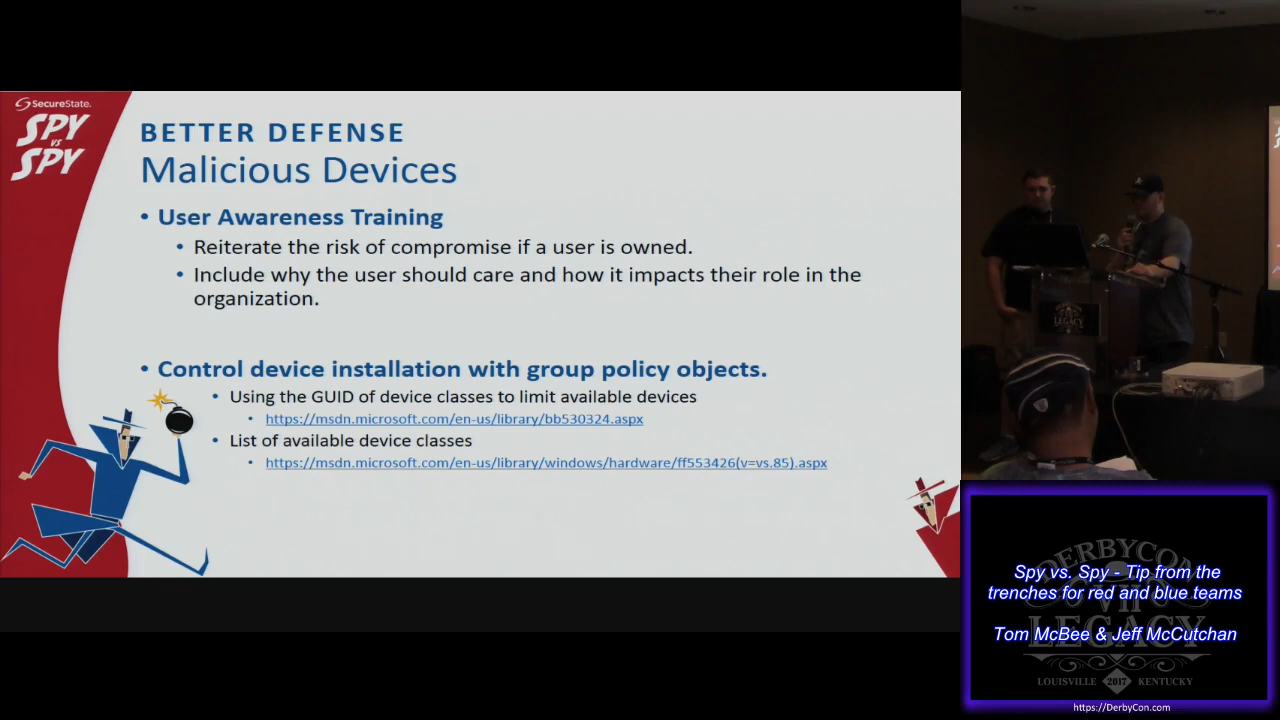 SecureState.
SPY
VS
SPY
BETTER DEFENSE
Malicious Devices
• User Awareness Training
• Reiterate the risk of compromise if a user is owned.
• Include why the user should care and how it impacts their role in the
organization.
• Control device installation with group policy objects.
• Using the GUID of device classes to limit available devices
• https://msdn.microsoft.com/en-us/library/bb530324.aspx
• List of available device classes
• https://msdn.microsoft.com/en-us/library/windows/hardware/ff553426(v=vs.85).aspx
LEGACY
DERBYCON
VII
LEGACY
Spy vs. Spy - Tip from the
trenches for red and blue teams
Tom McBee & Jeff McCutchan
LOUISVILLE 2017 KENTUCKY
https://DerbyCon.com